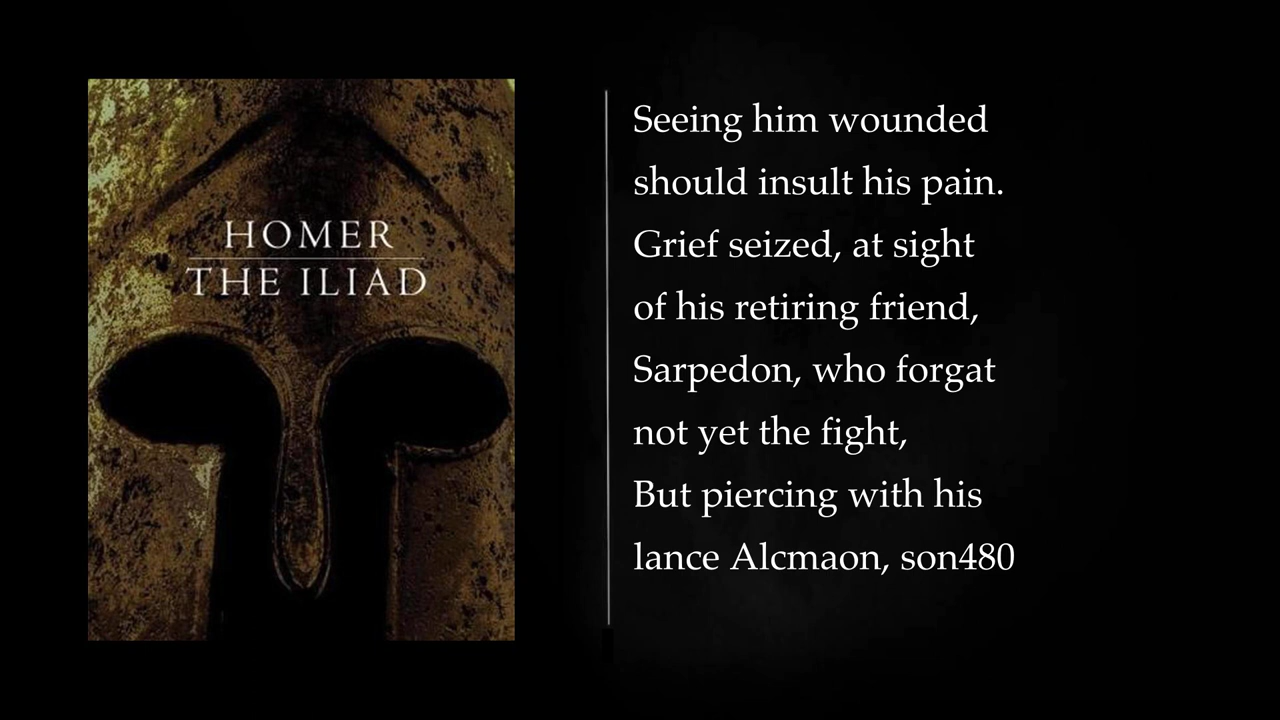 HOMER
THE ILIAD
Seeing him wounded
should insult his pain.
Grief seized, at sight
of his retiring friend,
Sarpedon, who forgat
not yet the fight,
But piercing with his
lance Alcmaon, son480